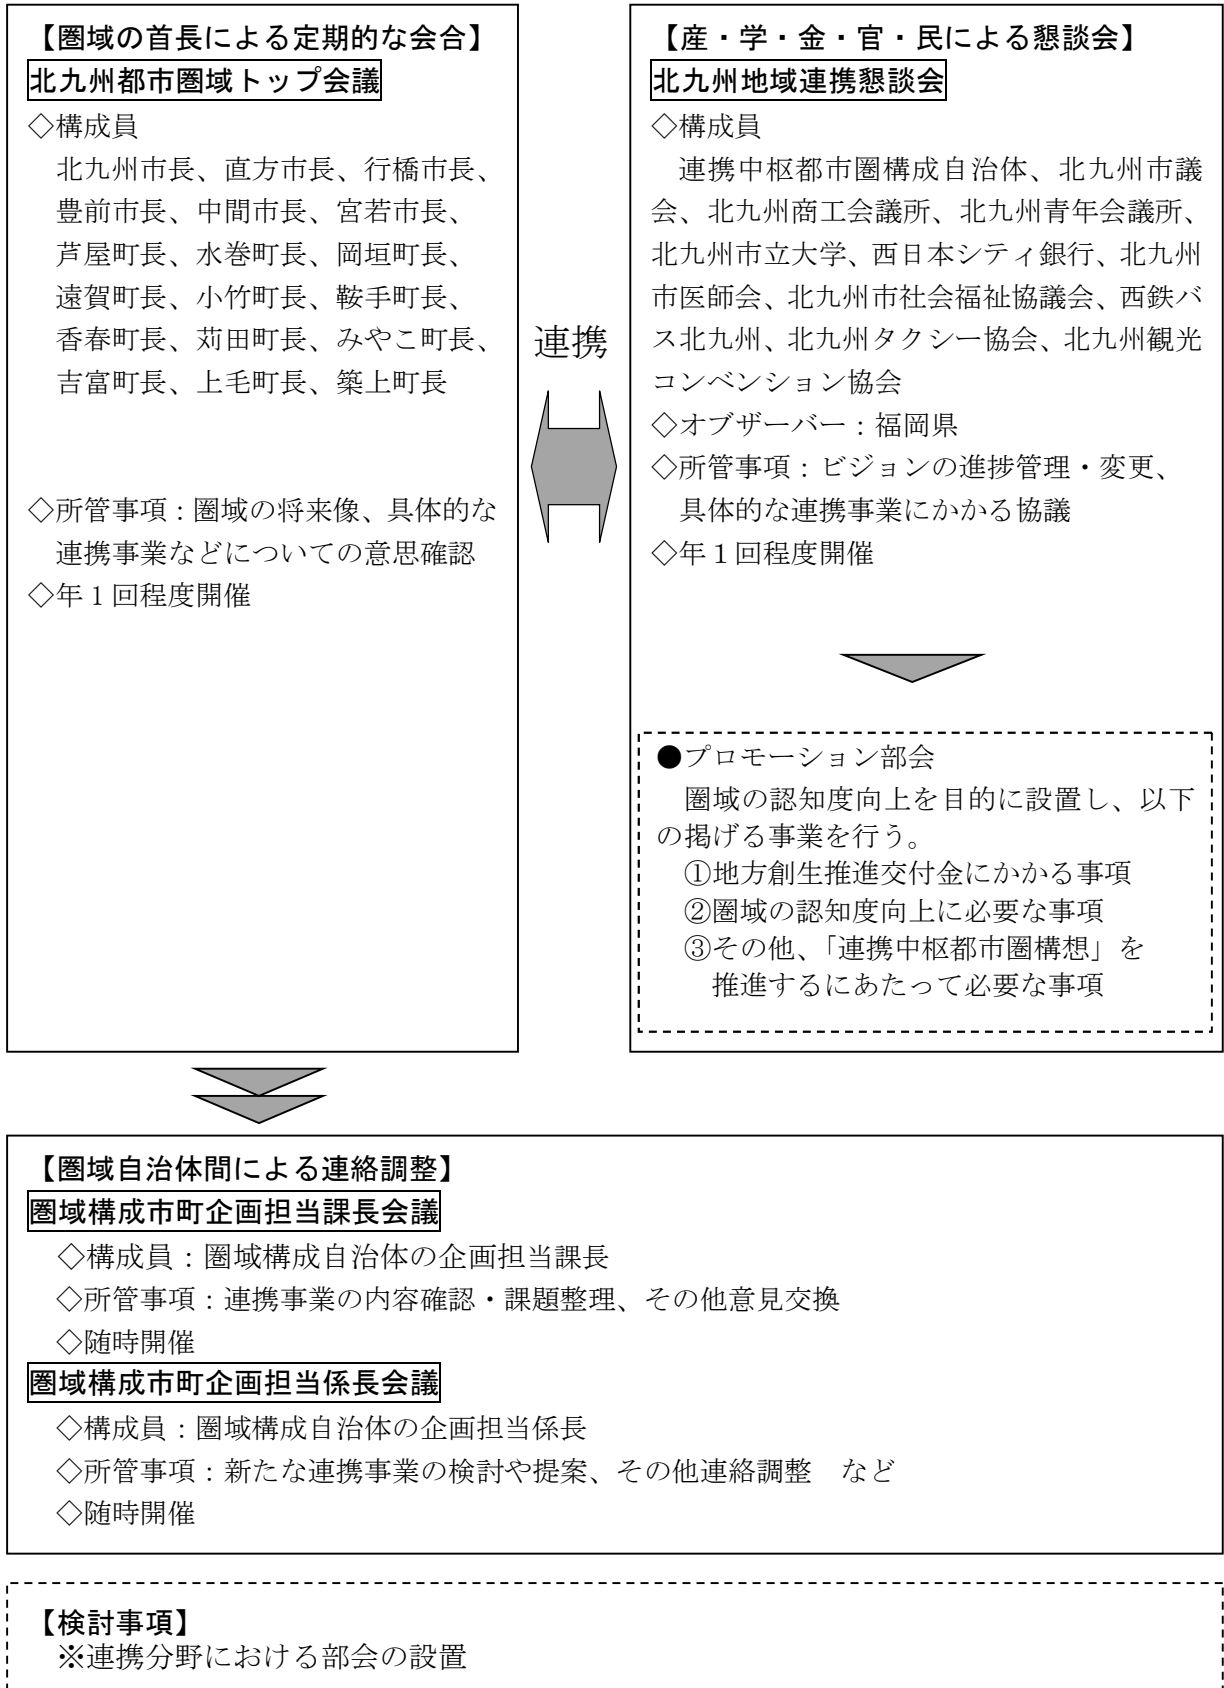 【圏域の首長による定期的な会合】
北九州都市圏域トップ会議
◇構成員
北九州市長、直方市長、行橋市長、
豊前市長、中間市長、宮若市長、
芦屋町長、水巻町長、岡垣町長、
遠賀町長、小竹町長、鞍手町長、
香春町長、苅田町長、みやこ町長、
吉富町長、上毛町長、築上町長
◇所管事項：圏域の将来像、具体的な
連携事業などについての意思確認
◇年１回程度開催
連携
【産・学・金・官・民による懇談会】
北九州地域連携懇談会
◇構成員
連携中枢都市圏構成自治体、北九州市議
会、北九州商工会議所、北九州青年会議所、
北九州市立大学、西日本シティ銀行、北九州
市医師会、北九州市社会福祉協議会、西鉄バ
ス北九州、北九州タクシー協会、北九州観光
コンベンション協会
◇オブザーバー：福岡県
◇所管事項：ビジョンの進捗管理・変更、
具体的な連携事業にかかる協議
◇年１回程度開催
●プロモーション部会
圏域の認知度向上を目的に設置し、以下
の掲げる事業を行う。
①地方創生推進交付金にかかる事項
②圏域の認知度向上に必要な事項
③その他、「連携中枢都市圏構想」を
推進するにあたって必要な事項
【圏域自治体間による連絡調整】
圏域構成市町企画担当課長会議
◇構成員：圏域構成自治体の企画担当課長
◇所管事項：連携事業の内容確認・課題整理、その他意見交換
◇随時開催
圏域構成市町企画担当係長会議
◇構成員：圏域構成自治体の企画担当係長
◇所管事項：新たな連携事業の検討や提案、その他連絡調整　など
◇随時開催
【検討事項】
※連携分野における部会の設置